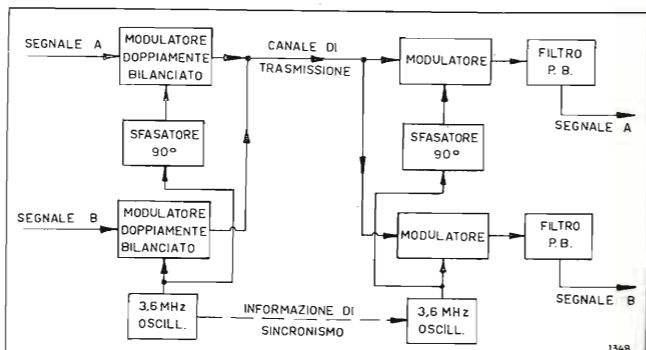 SEGNALE A
MODULATORE
DOPPIAMENTE
BILANCIATO
CANALE DI
TRASMISSIONE
MODULATORE
FILTRO
P. B.
SEGNALE A
SFASATORE
90°
SFASATORE
90°
SEGNALE B
MODULATORE
DOPPIAMENTE
BILANCIATO
MODULATORE
FILTRO
P. B.
SEGNALE B
3,6 MHz
OSCILL.
INFORMAZIONE DI
SINCRONISMO
3,6 MHz
OSCILL.
1348